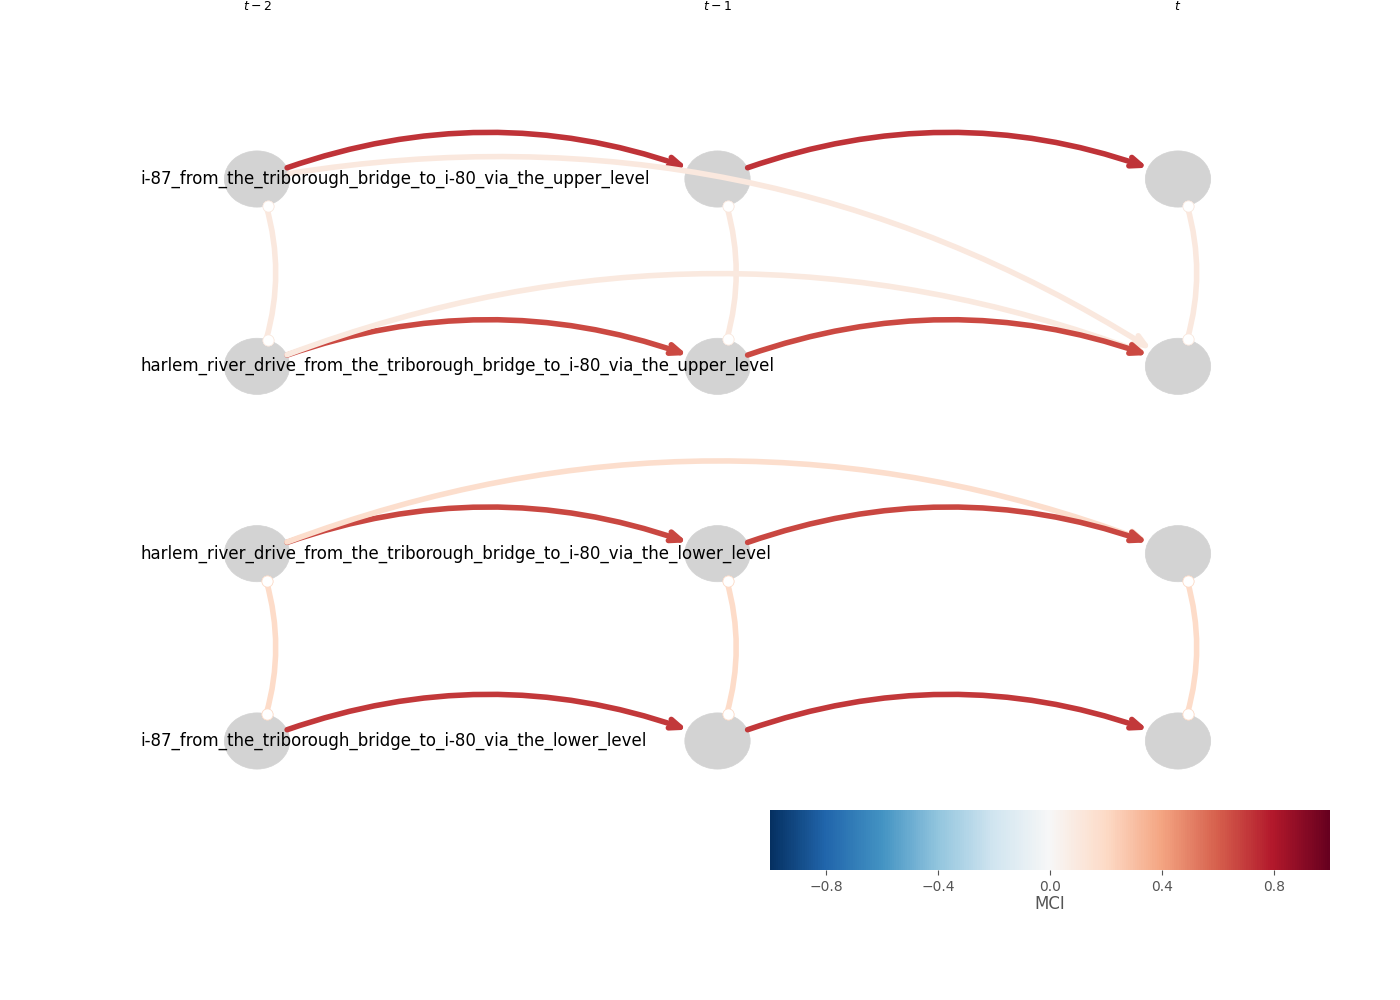 t − 2 t − 1 t
i-87_from_the_triborough_bridge_to_i-80_via_the_upper_level
harlem_river_drive_from_the_triborough_bridge_to_i-80_via_the_upper_level
harlem_river_drive_from_the_triborough_bridge_to_i-80_via_the_lower_level
i-87_from_the_triborough_bridge_to_i-80_via_the_lower_level
−0.8 −0.4 0.0 0.4 0.8
MCI